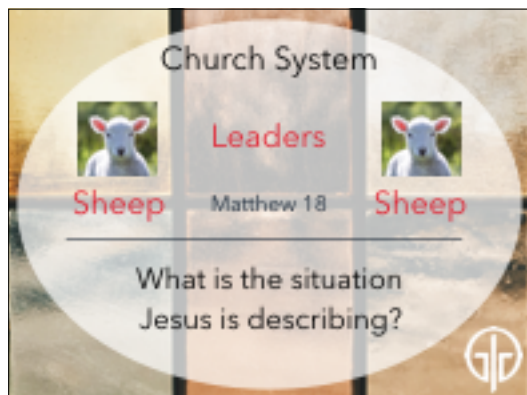 Church System
Leaders
Sheep Matthew 18 Sheep
What is the situation
Jesus is describing?